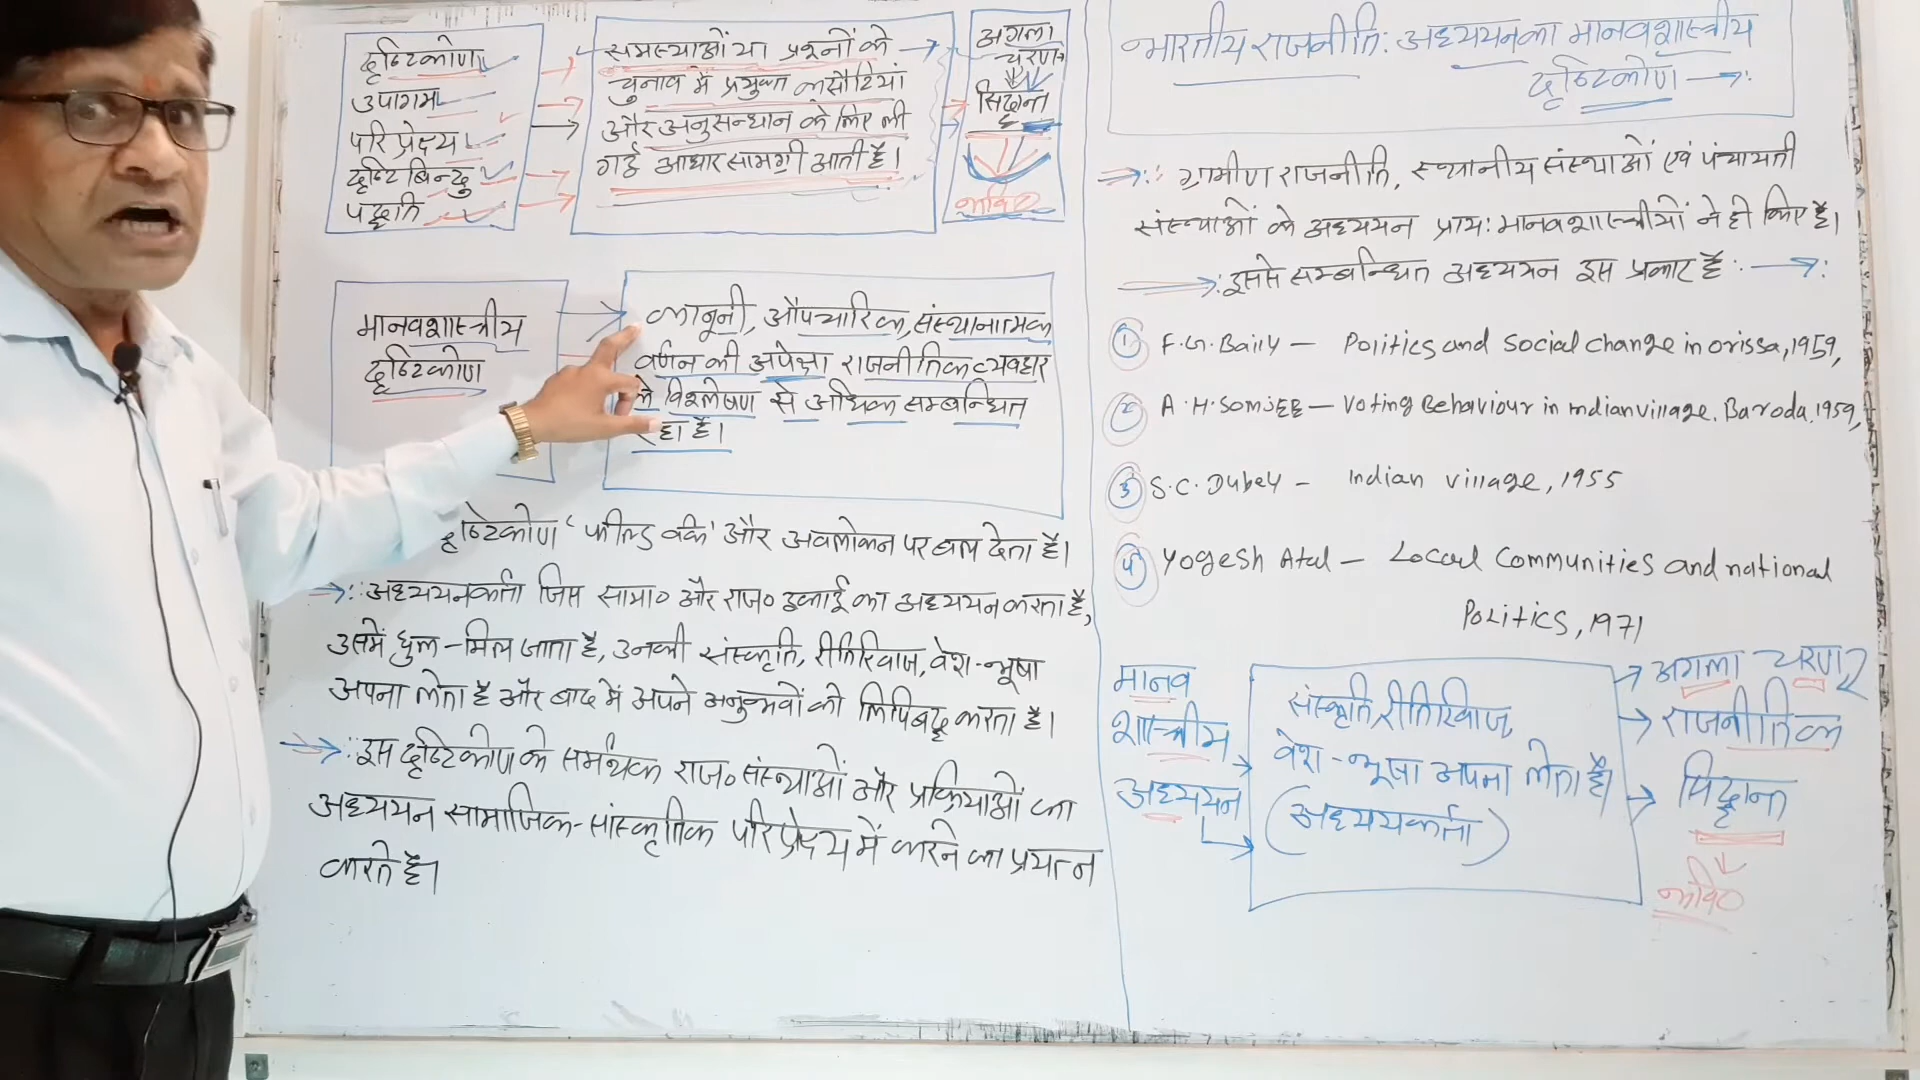 दृष्टिकोण
उपागम
परिप्रेक्ष्य
दृष्टि बिन्दु
पद्धति
समस्याओं या प्रश्नों के
चुनाव में प्रयुक्त कसौटियां
और अनुसन्धान के लिए ली
गई आधार सामग्री आती है।
अगला
चरण
सिद्धान्त
मानवशास्त्रीय
दृष्टिकोण
कानूनी, औपचारिक, संस्थानात्मक
वर्णन की अपेक्षा राजनीतिक व्यवहार
के विश्लेषण से अधिक सम्बन्धित
रहा है।
दृष्टिकोण 'फील्ड वर्क' और अवलोकन पर बल देता है।
अध्ययनकर्ता जिस सामा० और राज० इकाई का अध्ययन करता है,
उसमें घुल-मिल जाता है, उनकी संस्कृति, रीतिरिवाज, वेश-भूषा
अपना लेता है और बाद में अपने अनुभवों को लिपिबद्ध करता है।
इस दृष्टिकोण के समर्थक राज० संस्थाओं और प्रक्रियाओं का
अध्ययन सामाजिक-सांस्कृतिक परिप्रेक्ष्य में करने का प्रयत्न
करते है।
भारतीय राजनीति: अध्ययन का मानवशास्त्रीय
दृष्टिकोण
ग्रामीण राजनीति, स्थानीय संस्थाओं एवं पंचायती
संस्थाओं के अध्ययन प्राय: मानवशास्त्रीयों ने ही किए है।
इससे सम्बन्धित अध्ययन इस प्रकार है
① F.G. Baily - Politics and Social change in orissa, 1959,
② A.H. Somjee - Voting Behaviour in indian village. Baroda. 1959,
③ S.C. Dubey - Indian village, 1955
④ Yogesh Atal - Local Communities and national
Politics, 1971
मानव
शास्त्रीय
अध्ययन
संस्कृति, रीतिरिवाज,
वेश-भूषा अपना लेता है।
(अध्ययकर्ता)
अगला चरण
राजनीतिक
सिद्धान्त